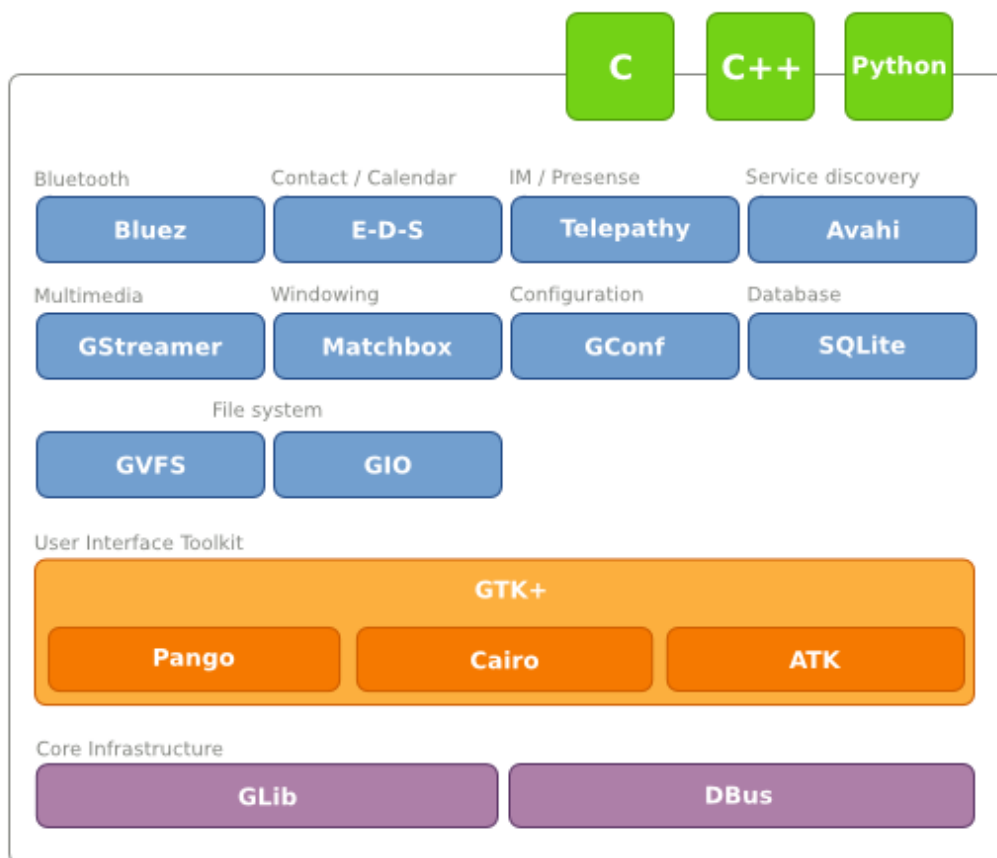 C
C++
Python
Bluetooth
Contact / Calendar
IM / Presense
Service discovery
Bluez
E-D-S
Telepathy
Avahi
Multimedia
Windowing
Configuration
Database
GStreamer
Matchbox
GConf
SQLite
File system
GVFS
GIO
User Interface Toolkit
GTK+
Pango
Cairo
ATK
Core Infrastructure
GLib
DBus